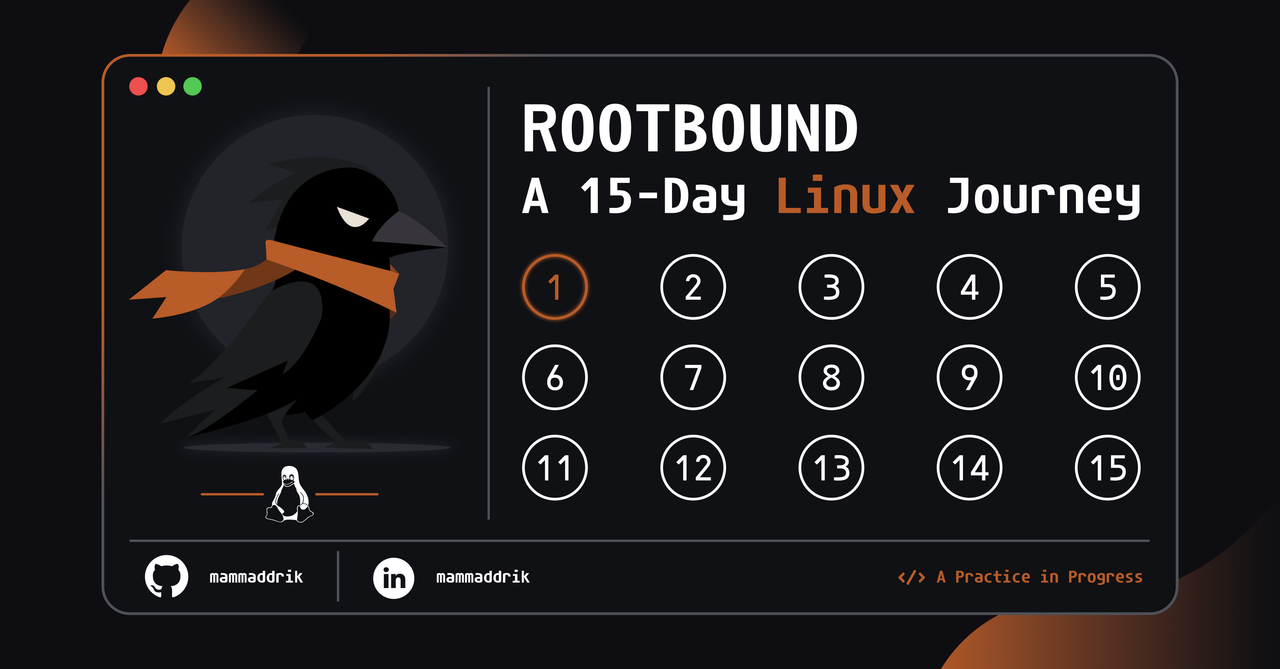 ROOTBOUND
A 15-Day Linux Journey
1 2 3 4 5
6 7 8 9 10
11 12 13 14 15
mammaddrik
in mammaddrik
</> A Practice in Progress